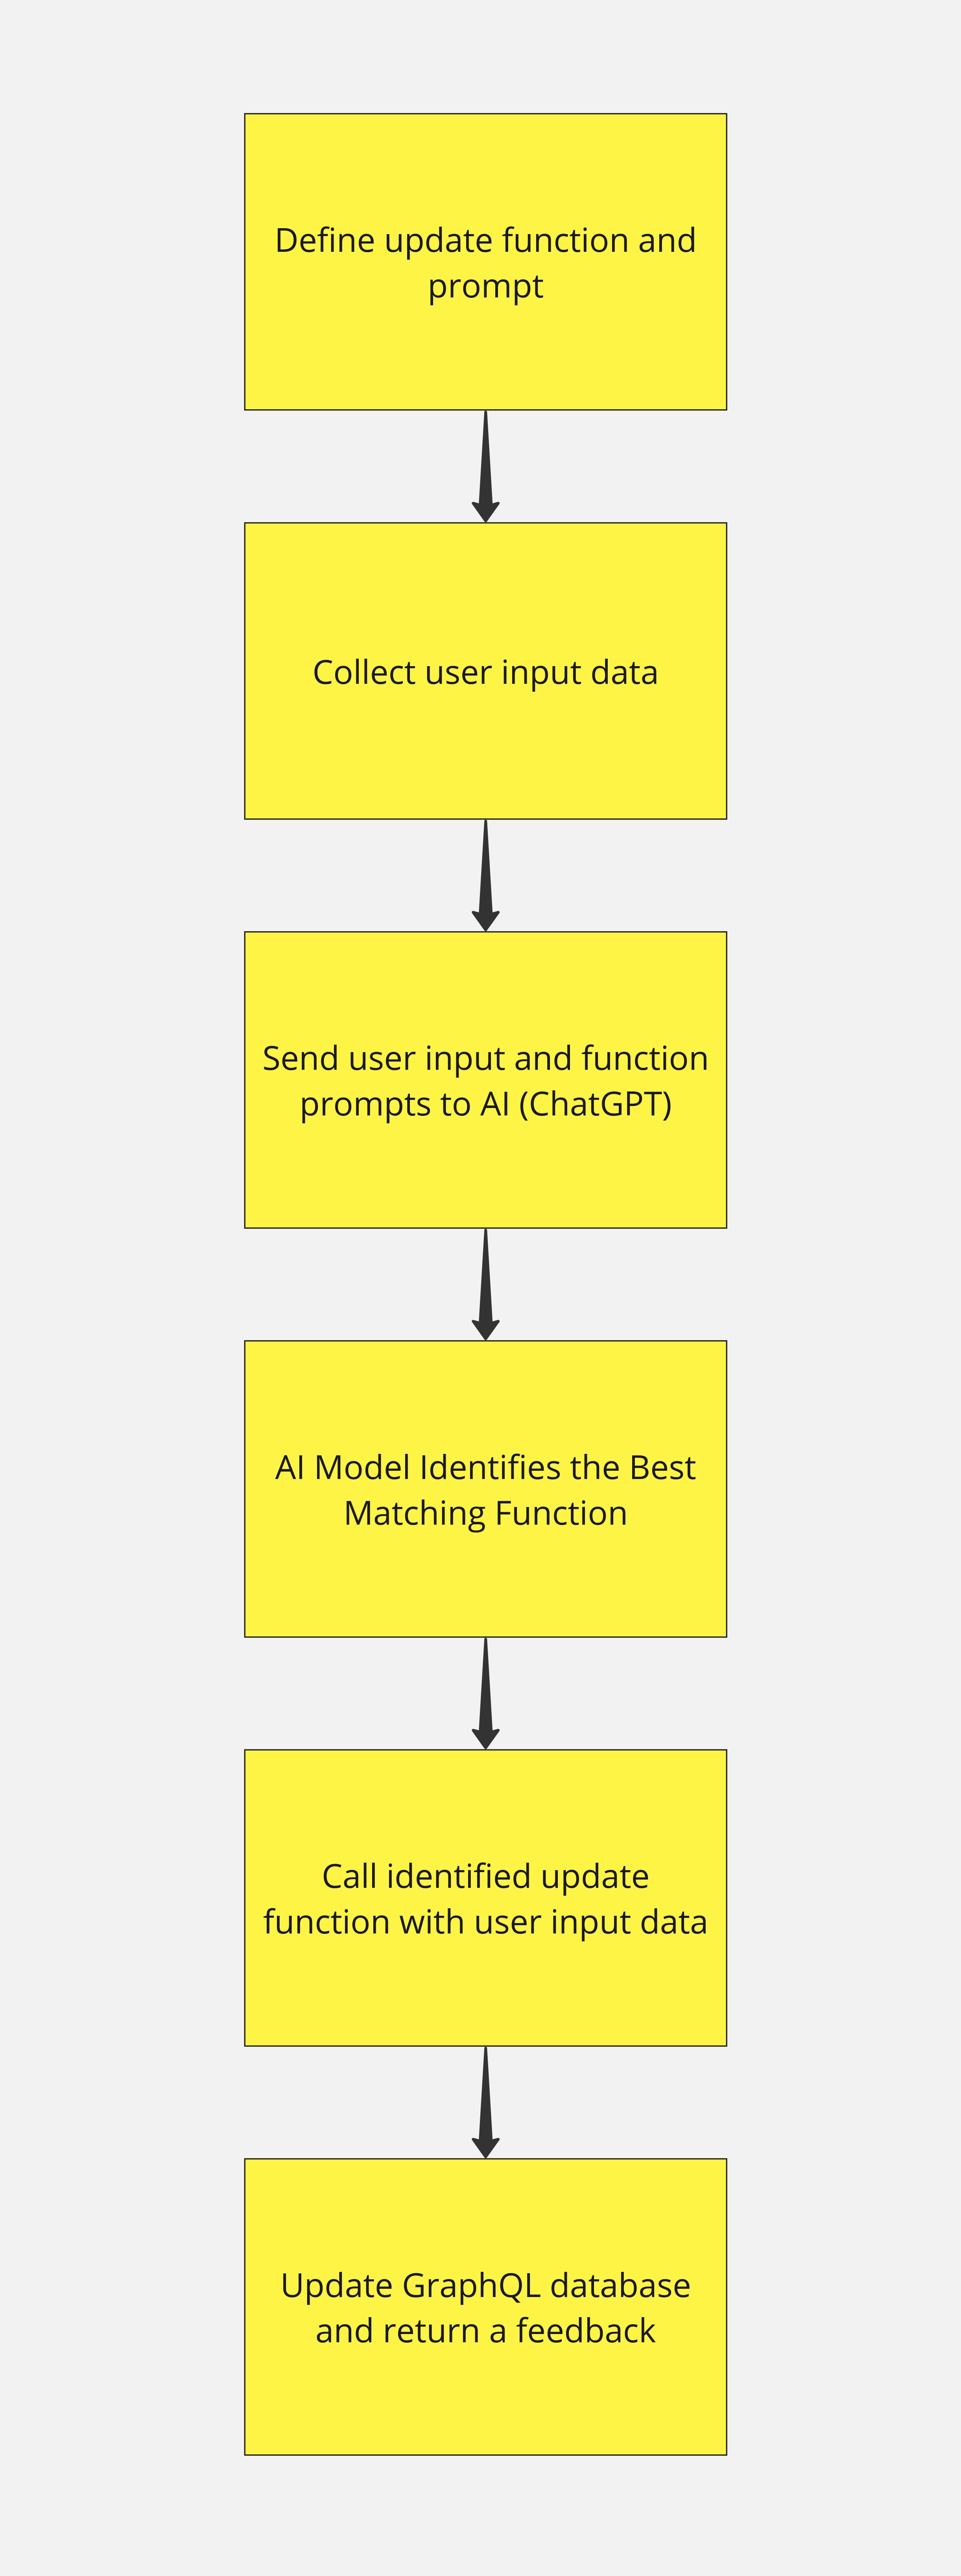 Define update function and
prompt
Collect user input data
Send user input and function
prompts to AI (ChatGPT)
AI Model Identifies the Best
Matching Function
Call identified update
function with user input data
Update GraphQL database
and return a feedback